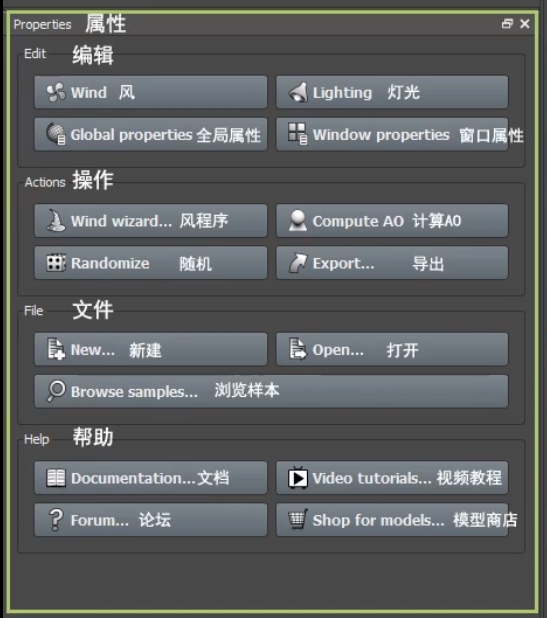 Properties 属性
Edit 编辑
Wind 风 Lighting 灯光
Global properties 全局属性 Window properties 窗口属性
Actions 操作
Wind wizard... 风程序 Compute AO 计算AO
Randomize 随机 Export... 导出
File 文件
New... 新建 Open... 打开
Browse samples... 浏览样本
Help 帮助
Documentation...文档 Video tutorials... 视频教程
Forum... 论坛 Shop for models... 模型商店